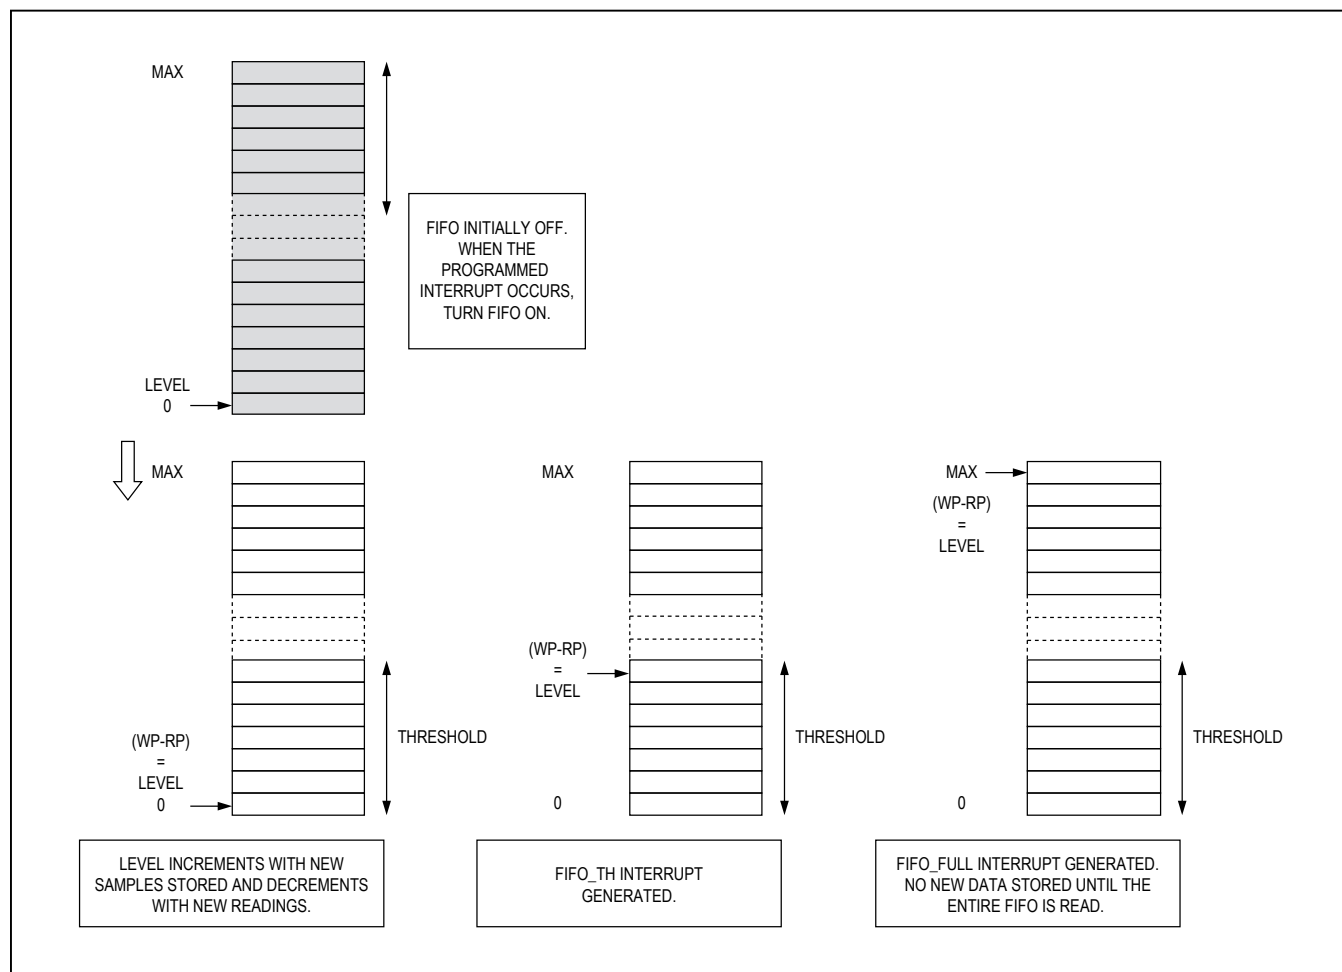 MAX
FIFO INITIALLY OFF.
WHEN THE
PROGRAMMED
INTERRUPT OCCURS,
TURN FIFO ON.
LEVEL
0
MAX
(WP-RP)
=
LEVEL
0
THRESHOLD
LEVEL INCREMENTS WITH NEW
SAMPLES STORED AND DECREMENTS
WITH NEW READINGS.
MAX
(WP-RP)
=
LEVEL
0
THRESHOLD
FIFO_TH INTERRUPT
GENERATED.
MAX
(WP-RP)
=
LEVEL
0
THRESHOLD
FIFO_FULL INTERRUPT GENERATED.
NO NEW DATA STORED UNTIL THE
ENTIRE FIFO IS READ.